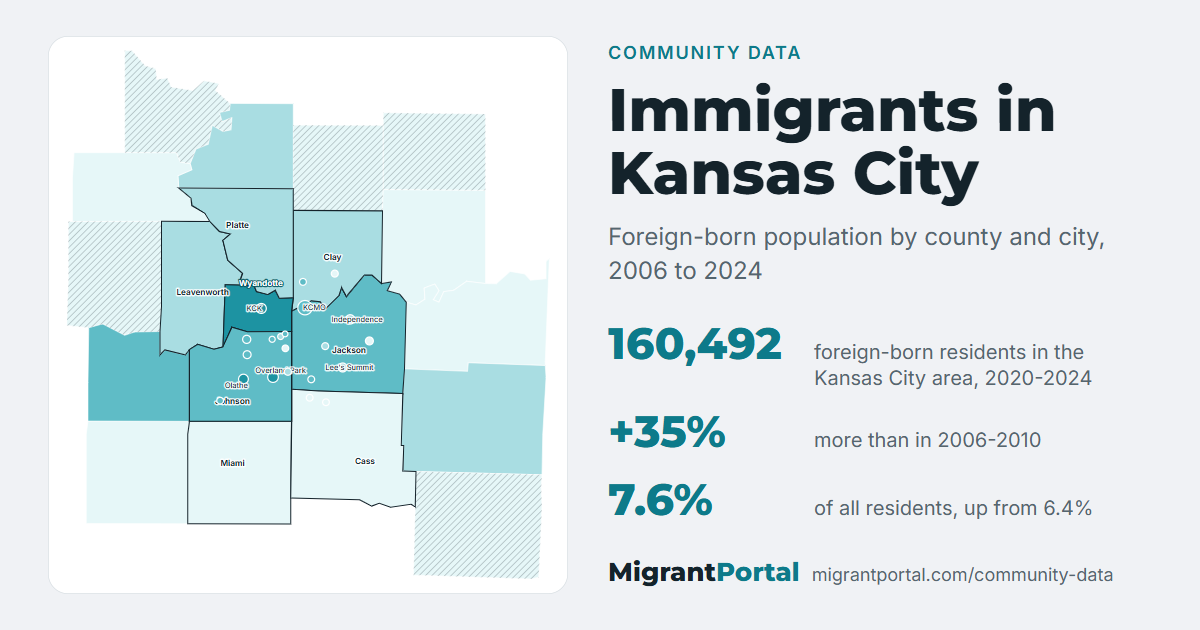 COMMUNITY DATA
Immigrants in
Kansas City
Foreign-born population by county and city,
2006 to 2024
160,492
foreign-born residents in the
Kansas City area, 2020-2024
+35%
more than in 2006-2010
7.6%
of all residents, up from 6.4%
MigrantPortal migrantportal.com/community-data
Platte
Clay
Wyandotte
Leavenworth
KCK
KCMO
Independence
Jackson
Overland Park
Lee's Summit
Olathe
Johnson
Miami
Cass